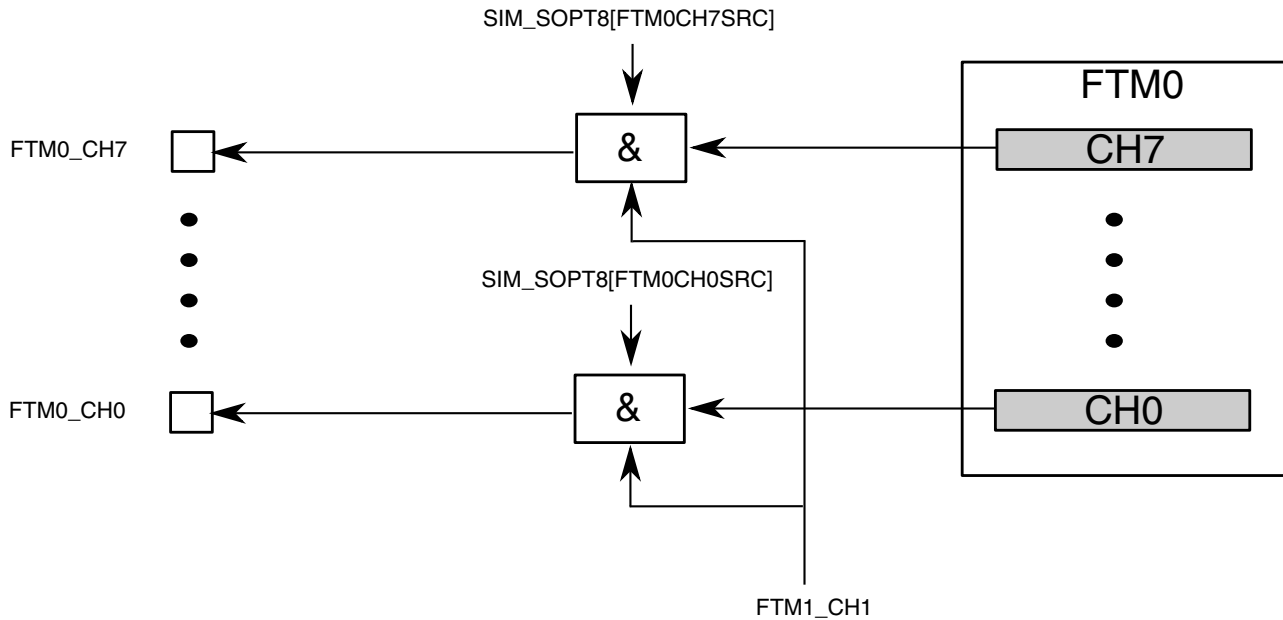 SIM_SOPT8[FTM0CH7SRC]
FTM0
FTM0_CH7
&
CH7
SIM_SOPT8[FTM0CH0SRC]
FTM0_CH0
&
CH0
FTM1_CH1